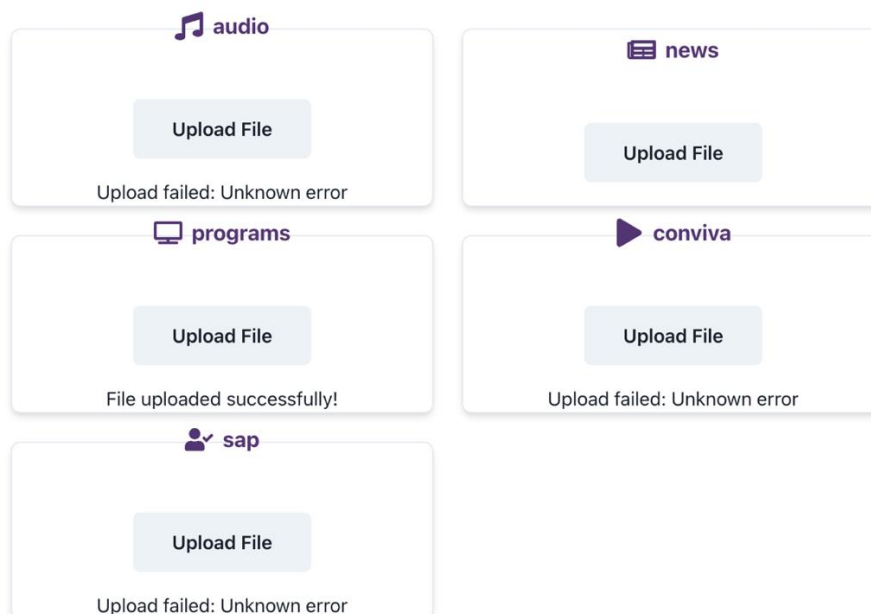 audio
Upload File
Upload failed: Unknown error
news
Upload File
programs
Upload File
File uploaded successfully!
conviva
Upload File
Upload failed: Unknown error
sap
Upload File
Upload failed: Unknown error